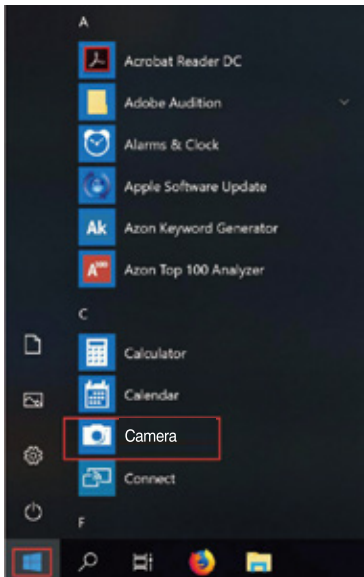 A
Acrobat Reader DC
Adobe Audition
Alarms & Clock
Apple Software Update
Ak Azon Keyword Generator
A100 Azon Top 100 Analyzer
C
Calculator
Calendar
Camera
Connect
F